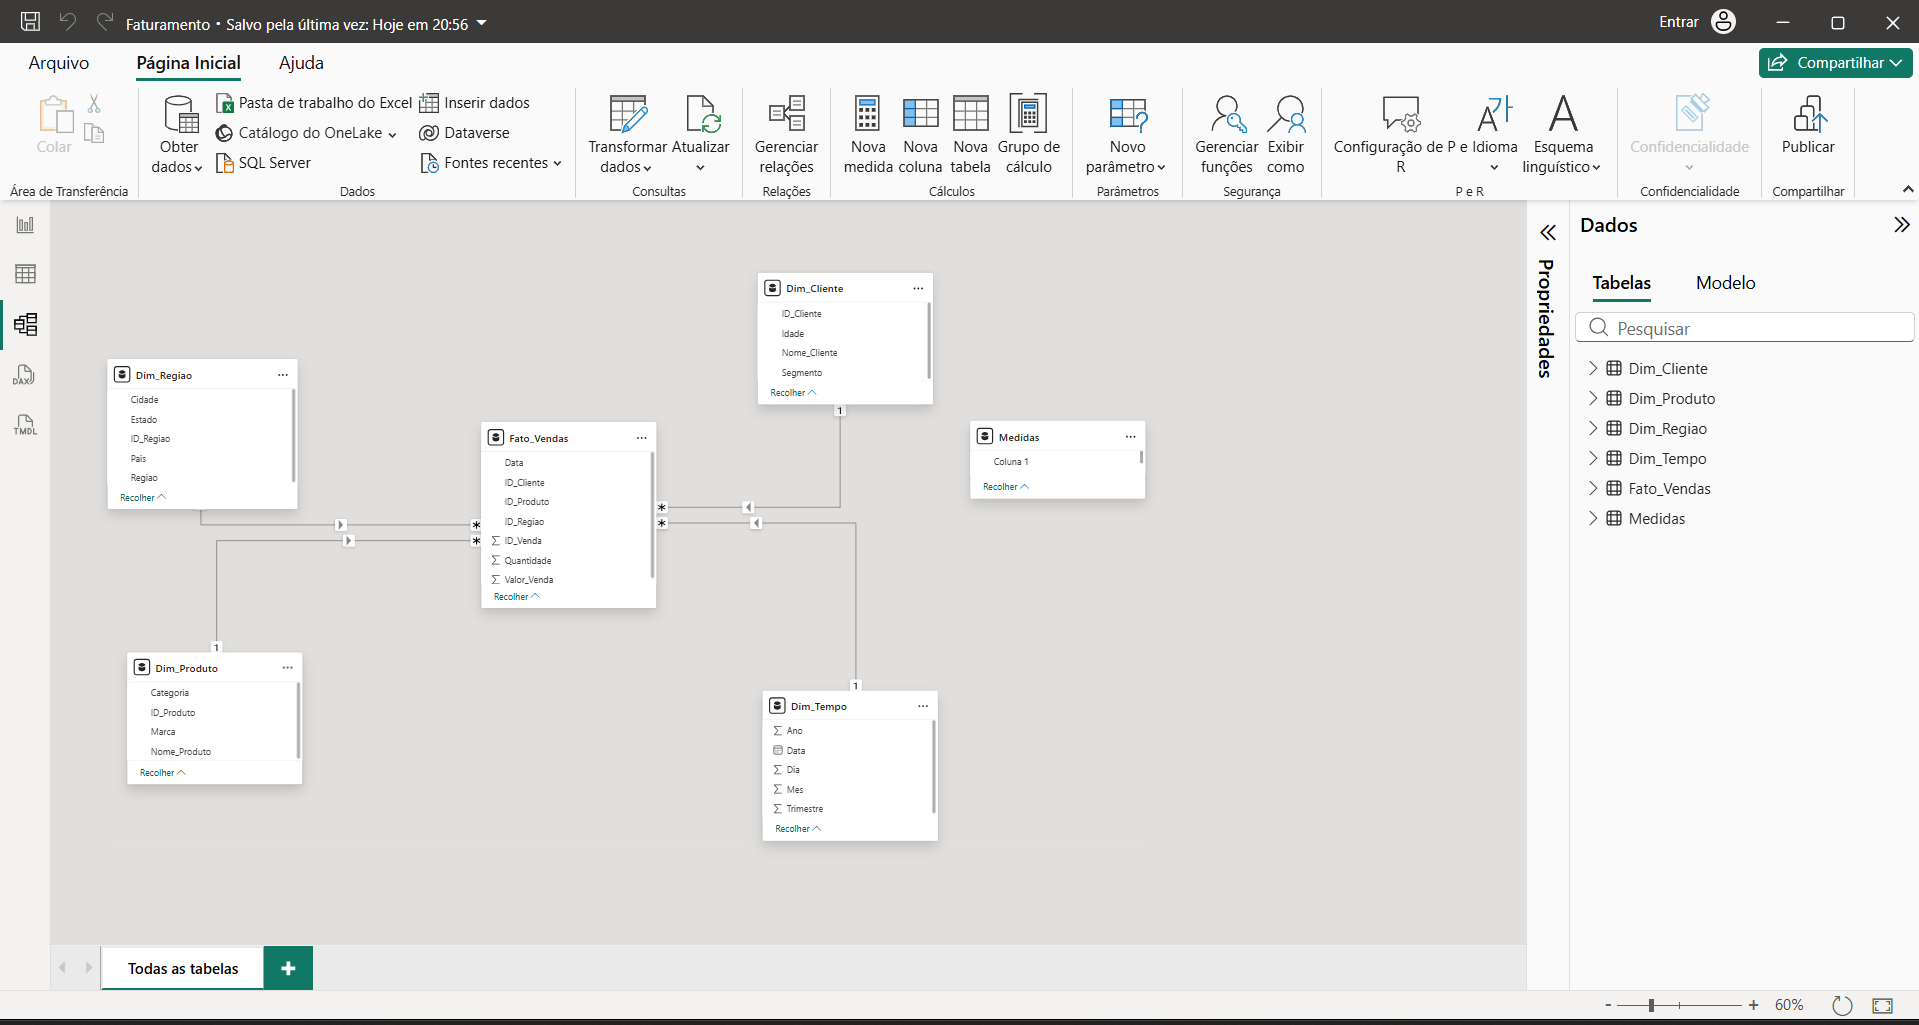 Faturamento • Salvo pela última vez: Hoje em 20:56
Entrar
Arquivo
Página Inicial
Ajuda
Compartilhar
Colar
Área de Transferência
Obter dados
Pasta de trabalho do Excel
Catálogo do OneLake
SQL Server
Inserir dados
Dataverse
Fontes recentes
Dados
Transformar dados
Atualizar
Consultas
Gerenciar relações
Relações
Nova medida
Nova coluna
Nova tabela
Grupo de cálculo
Cálculos
Novo parâmetro
Parâmetros
Gerenciar funções
Exibir como
Segurança
Configuração de P e R
Idioma
Esquema linguístico
P e R
Confidencialidade
Confidencialidade
Publicar
Compartilhar
DAX
TMDL
Dim_Cliente
ID_Cliente
Idade
Nome_Cliente
Segmento
Recolher
1
Dim_Regiao
Cidade
Estado
ID_Regiao
Pais
Regiao
Recolher
Fato_Vendas
Data
ID_Cliente
ID_Produto
ID_Regiao
Σ ID_Venda
Σ Quantidade
Σ Valor_Venda
Recolher
*
*
*
*
Medidas
Coluna 1
Recolher
1
Dim_Produto
Categoria
ID_Produto
Marca
Nome_Produto
Recolher
1
Dim_Tempo
Σ Ano
Data
Σ Dia
Σ Mes
Σ Trimestre
Recolher
Propriedades
Dados
Tabelas
Modelo
Pesquisar
Dim_Cliente
Dim_Produto
Dim_Regiao
Dim_Tempo
Fato_Vendas
Medidas
Todas as tabelas
+
- + 60%